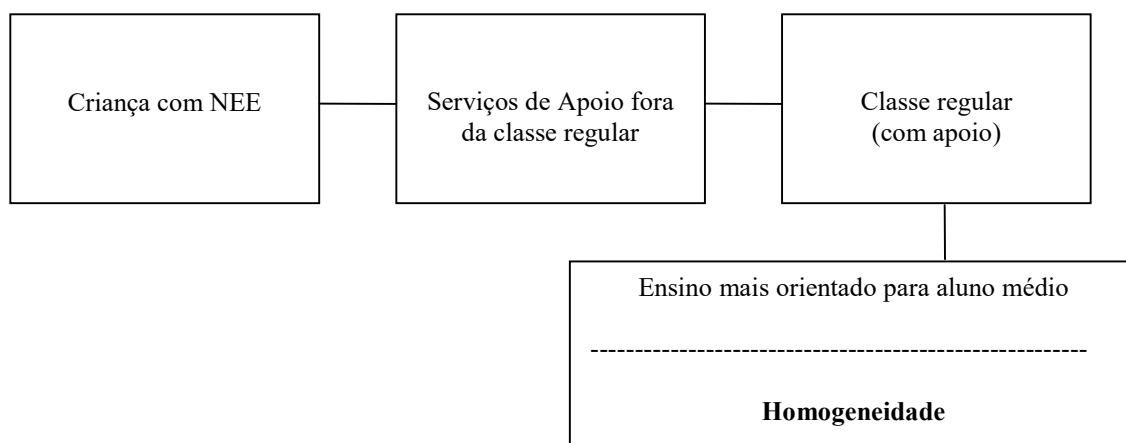 Criança com NEE
Serviços de Apoio fora
da classe regular
Classe regular
(com apoio)
Ensino mais orientado para aluno médio
--------------------------------------------------------
Homogeneidade